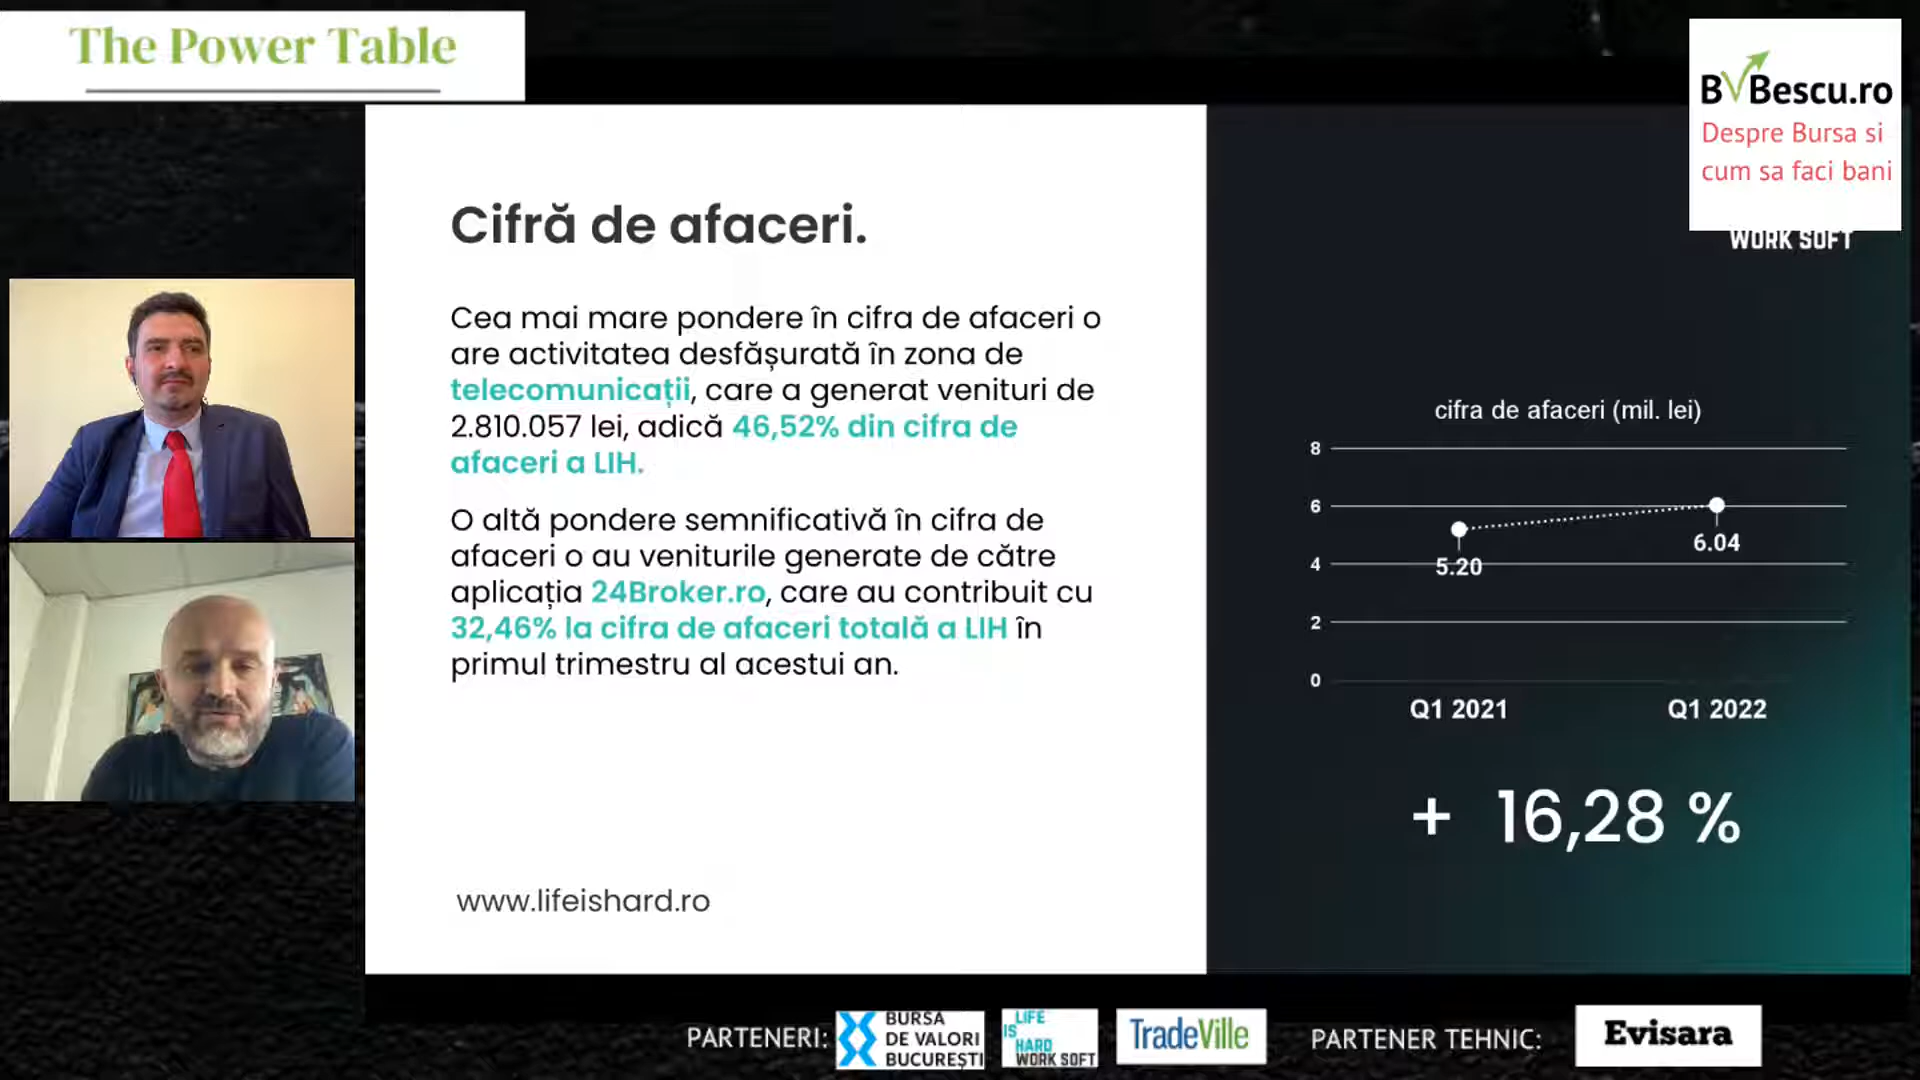 The Power Table
BVBescu.ro
Despre Bursa si
cum sa faci bani
WORK SOFT
Cifră de afaceri.
Cea mai mare pondere în cifra de afaceri o
are activitatea desfășurată în zona de
telecomunicații, care a generat venituri de
2.810.057 lei, adică 46,52% din cifra de
afaceri a LIH.
O altă pondere semnificativă în cifra de
afaceri o au veniturile generate de către
aplicația 24Broker.ro, care au contribuit cu
32,46% la cifra de afaceri totală a LIH în
primul trimestru al acestui an.
www.lifeishard.ro
cifra de afaceri (mil. lei)
8
6
4
2
0
5.20
6.04
Q1 2021
Q1 2022
+ 16,28 %
PARTENERI:
BURSA
DE VALORI
BUCUREȘTI
LIFE
IS
HARD
WORK SOFT
TradeVille
PARTENER TEHNIC:
Evisara